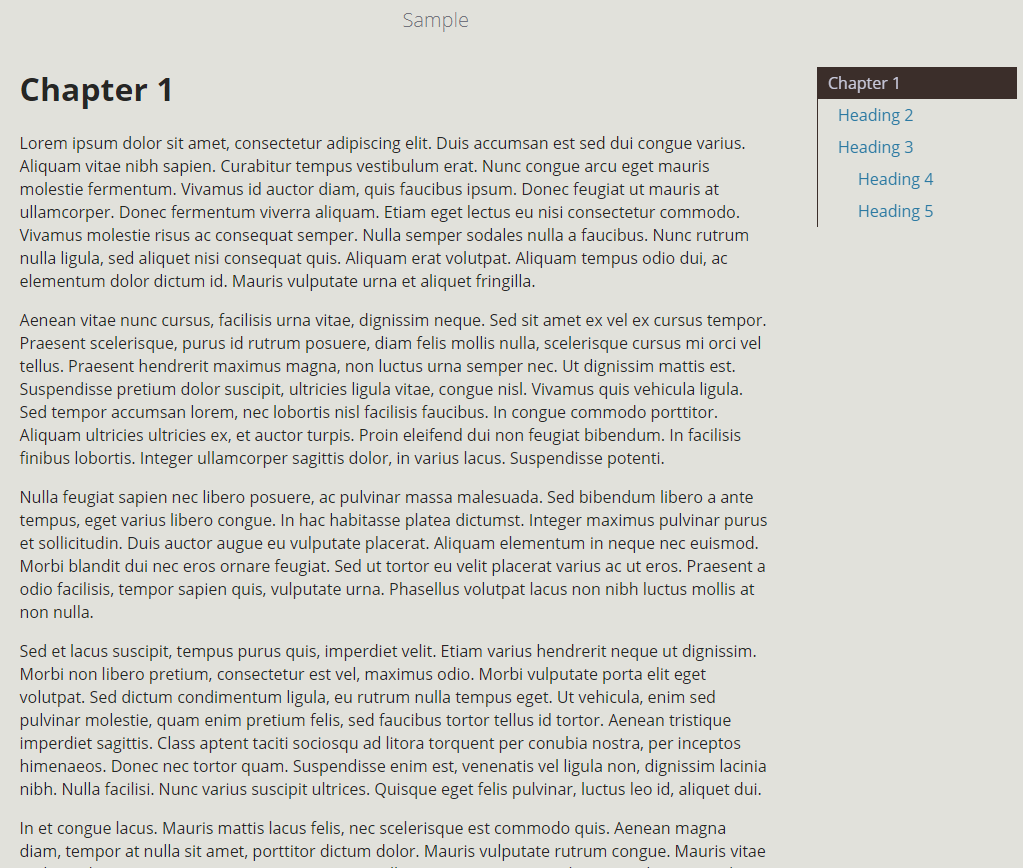 Sample
Chapter 1
Lorem ipsum dolor sit amet, consectetur adipiscing elit. Duis accumsan est sed dui congue varius.
Aliquam vitae nibh sapien. Curabitur tempus vestibulum erat. Nunc congue arcu eget mauris
molestie fermentum. Vivamus id auctor diam, quis faucibus ipsum. Donec feugiat ut mauris at
ullamcorper. Donec fermentum viverra aliquam. Etiam eget lectus eu nisi consectetur commodo.
Vivamus molestie risus ac consequat semper. Nulla semper sodales nulla a faucibus. Nunc rutrum
nulla ligula, sed aliquet nisi consequat quis. Aliquam erat volutpat. Aliquam tempus odio dui, ac
elementum dolor dictum id. Mauris vulputate urna et aliquet fringilla.
Aenean vitae nunc cursus, facilisis urna vitae, dignissim neque. Sed sit amet ex vel ex cursus tempor.
Praesent scelerisque, purus id rutrum posuere, diam felis mollis nulla, scelerisque cursus mi orci vel
tellus. Praesent hendrerit maximus magna, non luctus urna semper nec. Ut dignissim mattis est.
Suspendisse pretium dolor suscipit, ultricies ligula vitae, congue nisl. Vivamus quis vehicula ligula.
Sed tempor accumsan lorem, nec lobortis nisl facilisis faucibus. In congue commodo porttitor.
Aliquam ultricies ultricies ex, et auctor turpis. Proin eleifend dui non feugiat bibendum. In facilisis
finibus lobortis. Integer ullamcorper sagittis dolor, in varius lacus. Suspendisse potenti.
Nulla feugiat sapien nec libero posuere, ac pulvinar massa malesuada. Sed bibendum libero a ante
tempus, eget varius libero congue. In hac habitasse platea dictumst. Integer maximus pulvinar purus
et sollicitudin. Duis auctor augue eu vulputate placerat. Aliquam elementum in neque nec euismod.
Morbi blandit dui nec eros ornare feugiat. Sed ut tortor eu velit placerat varius ac ut eros. Praesent a
odio facilisis, tempor sapien quis, vulputate urna. Phasellus volutpat lacus non nibh luctus mollis at
non nulla.
Sed et lacus suscipit, tempus purus quis, imperdiet velit. Etiam varius hendrerit neque ut dignissim.
Morbi non libero pretium, consectetur est vel, maximus odio. Morbi vulputate porta elit eget
volutpat. Sed dictum condimentum ligula, eu rutrum nulla tempus eget. Ut vehicula, enim sed
pulvinar molestie, quam enim pretium felis, sed faucibus tortor tellus id tortor. Aenean tristique
imperdiet sagittis. Class aptent taciti sociosqu ad litora torquent per conubia nostra, per inceptos
himenaeos. Donec nec tortor quam. Suspendisse enim est, venenatis vel ligula non, dignissim lacinia
nibh. Nulla facilisi. Nunc varius suscipit ultrices. Quisque eget felis pulvinar, luctus leo id, aliquet dui.
In et congue lacus. Mauris mattis lacus felis, nec scelerisque est commodo quis. Aenean magna
diam, tempor at nulla sit amet, porttitor dictum dolor. Mauris vulputate rutrum congue. Mauris vitae
Chapter 1
Heading 2
Heading 3
Heading 4
Heading 5